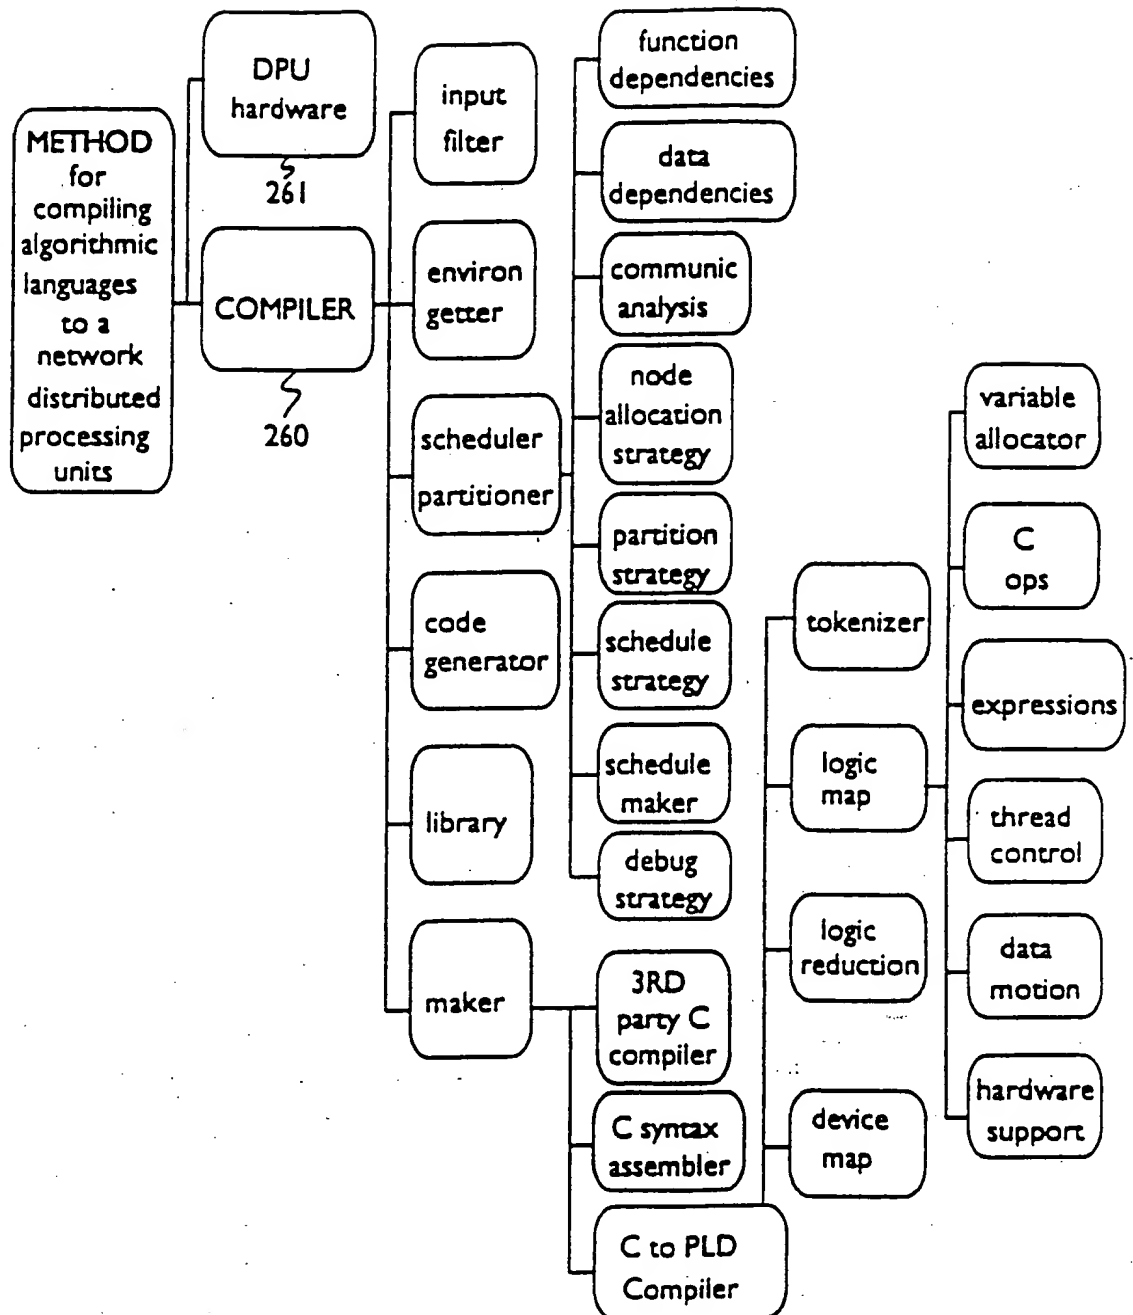 METHOD
for
compiling
algorithmic
languages
to a
network
distributed
processing
units
DPU
hardware
261
COMPILER
260
input
filter
environ
getter
scheduler
partitioner
code
generator
library
maker
function
dependencies
data
dependencies
communic
analysis
node
allocation
strategy
partition
strategy
schedule
strategy
schedule
maker
debug
strategy
3RD
party C
compiler
C syntax
assembler
C to PLD
Compiler
tokenizer
logic
map
logic
reduction
device
map
variable
allocator
C
ops
expressions
thread
control
data
motion
hardware
support